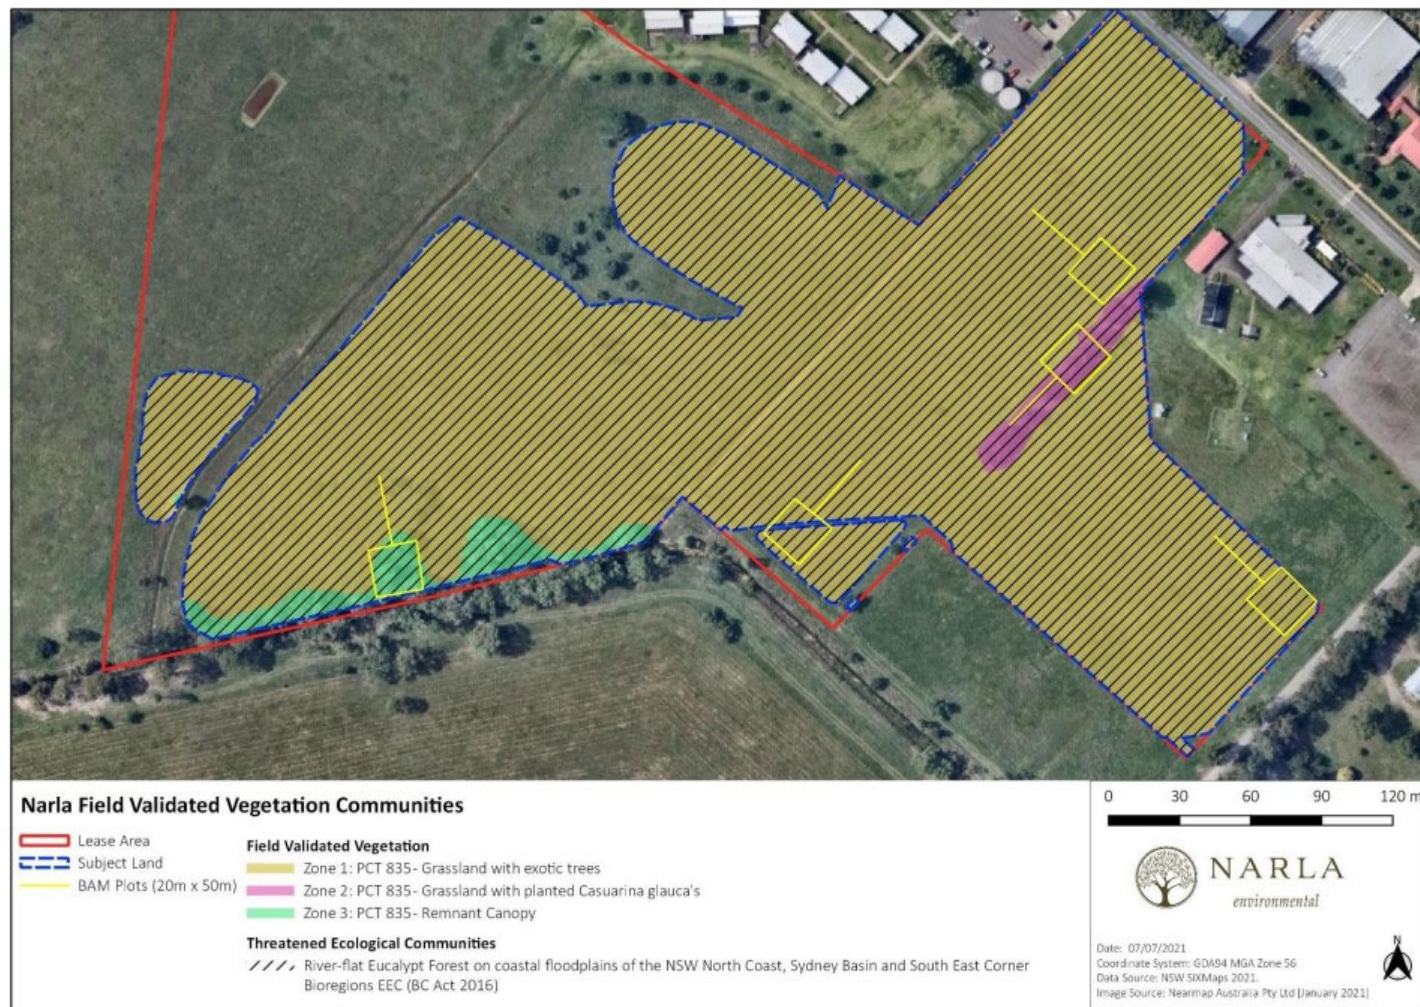 Narla Field Validated Vegetation Communities
Lease Area
Subject Land
BAM Plots (20m x 50m)
Field Validated Vegetation
Zone 1: PCT 835- Grassland with exotic trees
Zone 2: PCT 835- Grassland with planted Casuarina glauca's
Zone 3: PCT 835- Remnant Canopy
Threatened Ecological Communities
River-flat Eucalypt Forest on coastal floodplains of the NSW North Coast, Sydney Basin and South East Corner
Bioregions EEC (BC Act 2016)
0 30 60 90 120 m
NARLA
environmental
N
Date: 07/07/2021
Coordinate System: GDA94 MGA Zone 56
Data Source: NSW SIXMaps 2021.
Image Source: Nearmap Australia Pty Ltd [January 2021]